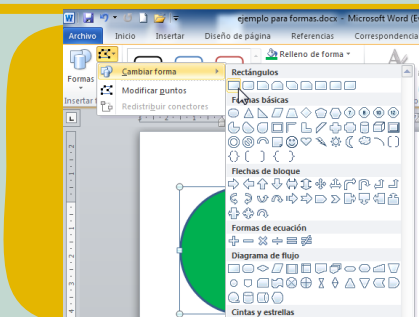 ejemplo para formas.docx - Microsoft Word (E
Archivo Inicio Insertar Diseño de página Referencias Correspondencia
Formas
Relleno de forma
Insertar f
Cambiar forma
Modificar puntos
Redistribuir conectores
Rectángulos
Formas básicas
Flechas de bloque
Formas de ecuación
Diagrama de flujo
Cintas y estrellas